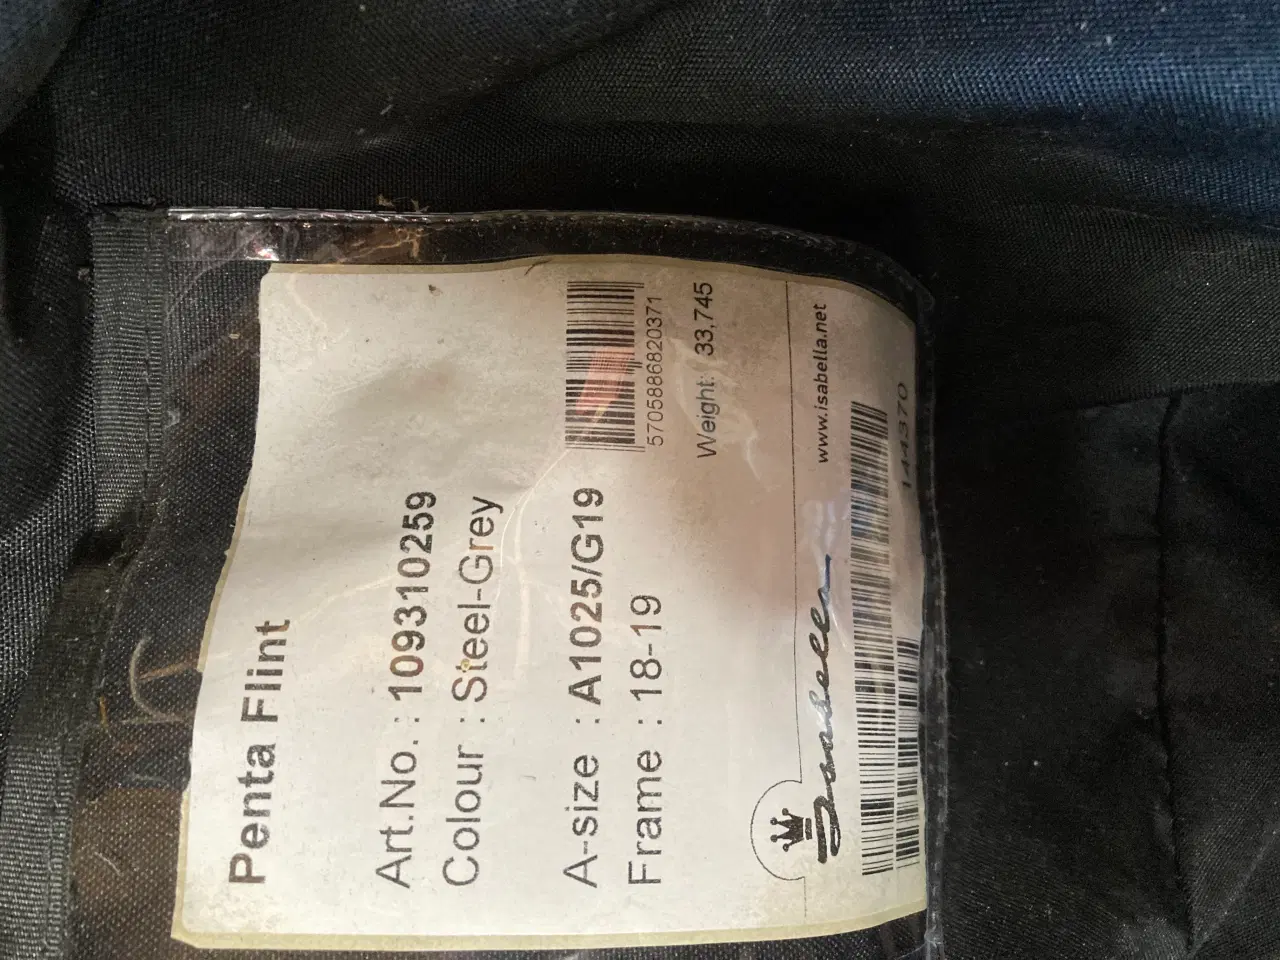 Penta Flint
Art.No. : 109310259
Colour : Steel-Grey
A-size : A1025/G19
Frame : 18-19
5705886820371
Weight: 33,745
Isabella
www.isabella.net
144370